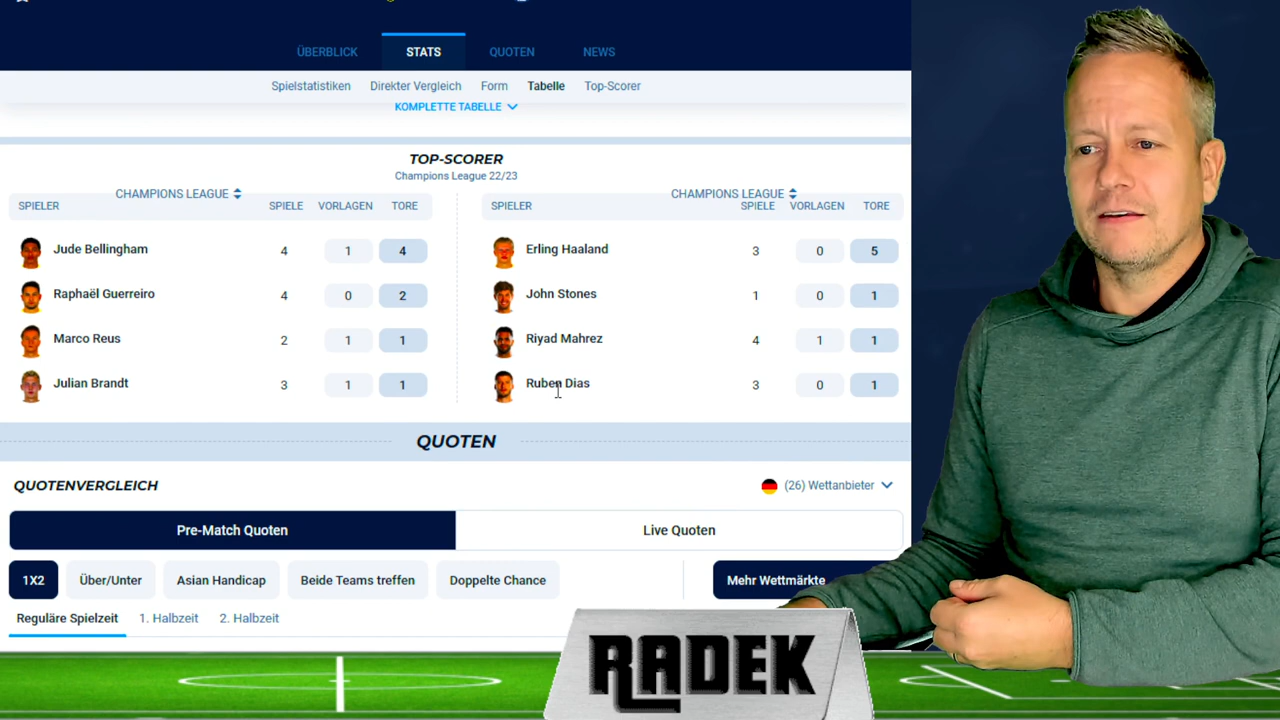 ÜBERBLICK STATS QUOTEN NEWS
Spielstatistiken Direkter Vergleich Form Tabelle Top-Scorer
KOMPLETTE TABELLE
TOP-SCORER
Champions League 22/23
CHAMPIONS LEAGUE
SPIELER SPIELE VORLAGEN TORE
Jude Bellingham 4 1 4
Raphaël Guerreiro 4 0 2
Marco Reus 2 1 1
Julian Brandt 3 1 1
CHAMPIONS LEAGUE
SPIELER SPIELE VORLAGEN TORE
Erling Haaland 3 0 5
John Stones 1 0 1
Riyad Mahrez 4 1 1
Ruben Dias 3 0 1
QUOTEN
QUOTENVERGLEICH (26) Wettanbieter
Pre-Match Quoten Live Quoten
1X2 Über/Unter Asian Handicap Beide Teams treffen Doppelte Chance Mehr Wettmärkte
Reguläre Spielzeit 1. Halbzeit 2. Halbzeit
RADEK